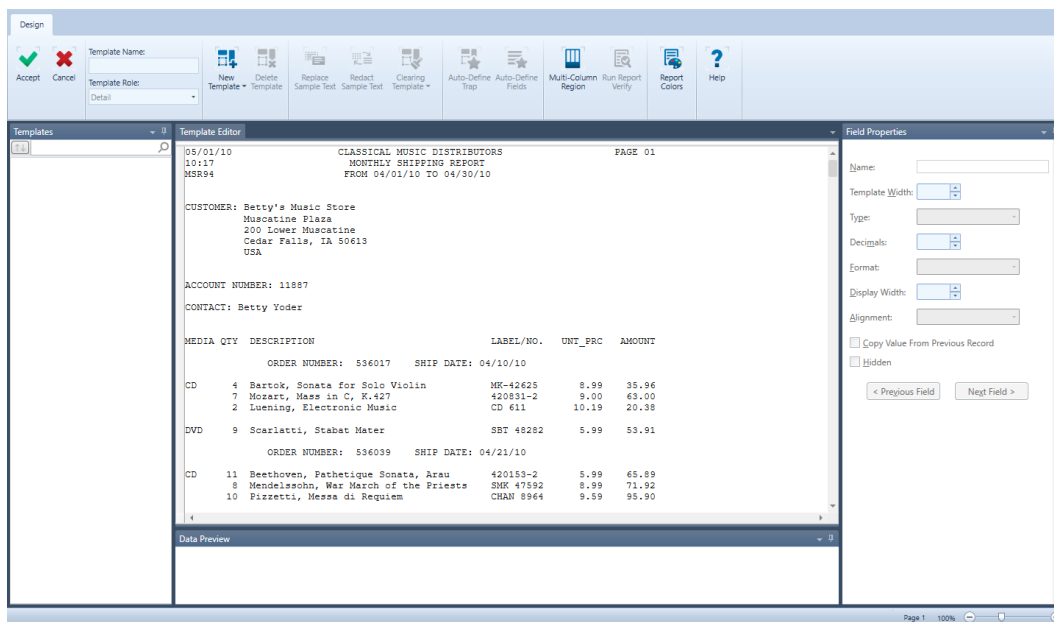 Design
Template Name:
Template Role:
Detail
Accept
Cancel
New Template
Delete Template
Replace Sample Text
Redact Sample Text
Clearing Template
Auto-Define Trap
Auto-Define Fields
Multi-Column Region
Run Report Verify
Report Colors
? Help
Templates
Template Editor
05/01/10 CLASSICAL MUSIC DISTRIBUTORS PAGE 01
10:17 MONTHLY SHIPPING REPORT
MSR94 FROM 04/01/10 TO 04/30/10
CUSTOMER: Betty's Music Store
Muscatine Plaza
200 Lower Muscatine
Cedar Falls, IA 50613
USA
ACCOUNT NUMBER: 11887
CONTACT: Betty Yoder
MEDIA QTY DESCRIPTION LABEL/NO. UNT_PRC AMOUNT
ORDER NUMBER: 536017 SHIP DATE: 04/10/10
CD 4 Bartok, Sonata for Solo Violin MK-42625 8.99 35.96
7 Mozart, Mass in C, K.427 420831-2 9.00 63.00
2 Luening, Electronic Music CD 611 10.19 20.38
DVD 9 Scarlatti, Stabat Mater SBT 48282 5.99 53.91
ORDER NUMBER: 536039 SHIP DATE: 04/21/10
CD 11 Beethoven, Pathetique Sonata, Arau 420153-2 5.99 65.89
8 Mendelssohn, War March of the Priests SMK 47592 8.99 71.92
10 Pizzetti, Messa di Requiem CHAN 8964 9.59 95.90
Data Preview
Field Properties
Name:
Template Width:
Type:
Decimals:
Format:
Display Width:
Alignment:
Copy Value From Previous Record
Hidden
< Previous Field
Next Field >
Page 1 100%